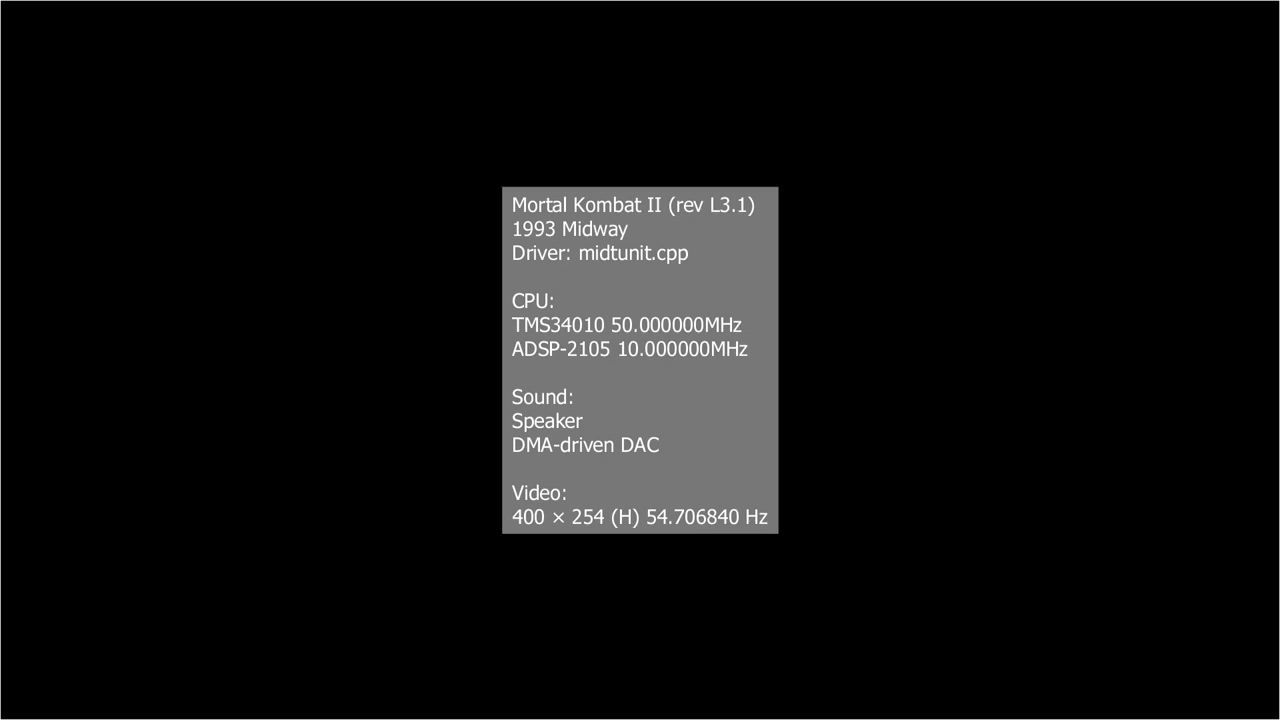 Mortal Kombat II (rev L3.1)
1993 Midway
Driver: midtunit.cpp
CPU:
TMS34010 50.000000MHz
ADSP-2105 10.000000MHz
Sound:
Speaker
DMA-driven DAC
Video:
400 × 254 (H) 54.706840 Hz